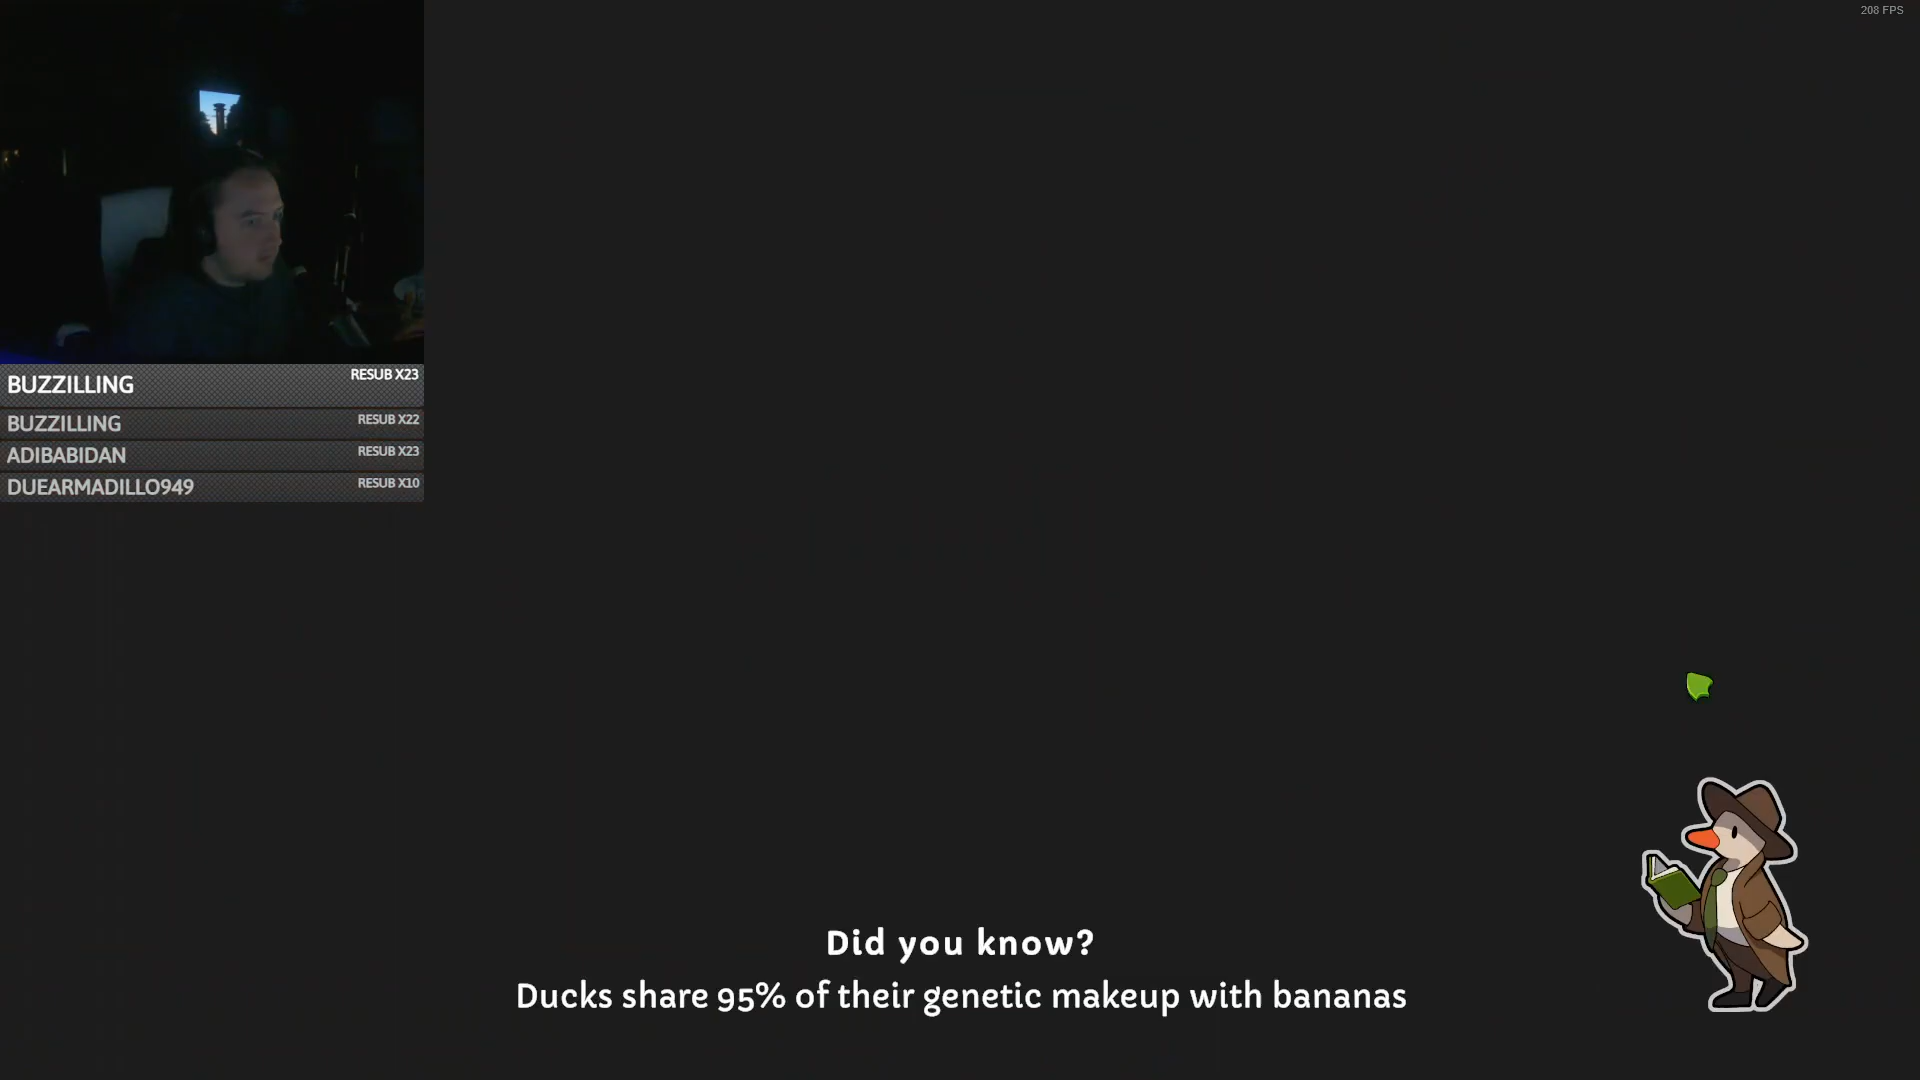 208 FPS
BUZZILLING RESUB X23
BUZZILLING RESUB X22
ADIBABIDAN RESUB X23
DUEARMADILLO949 RESUB X10
Did you know?
Ducks share 95% of their genetic makeup with bananas